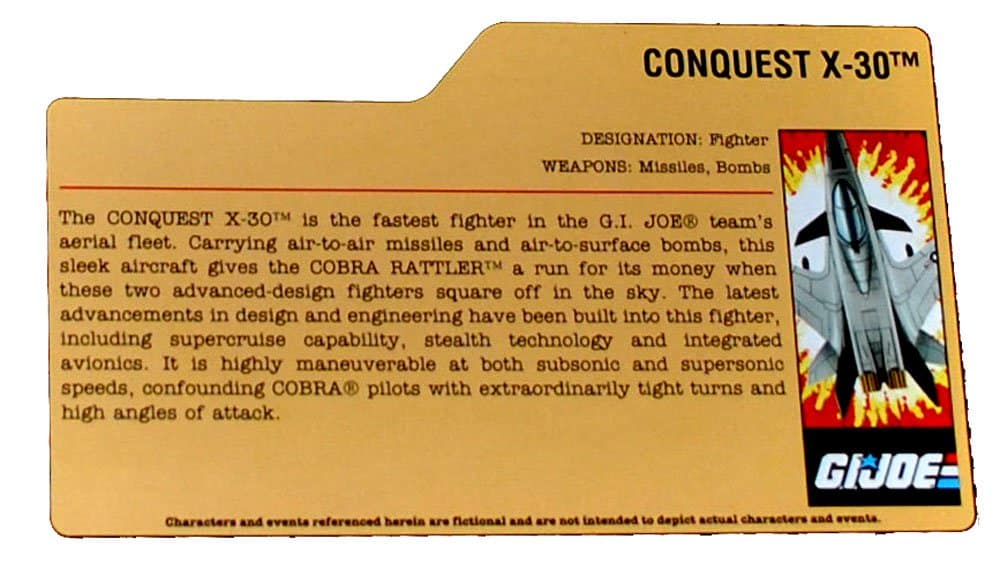 CONQUEST X-30™
DESIGNATION: Fighter
WEAPONS: Missiles, Bombs
The CONQUEST X-30™ is the fastest fighter in the G.I. JOE® team's
aerial fleet. Carrying air-to-air missiles and air-to-surface bombs, this
sleek aircraft gives the COBRA RATTLER™ a run for its money when
these two advanced-design fighters square off in the sky. The latest
advancements in design and engineering have been built into this fighter,
including supercruise capability, stealth technology and integrated
avionics. It is highly maneuverable at both subsonic and supersonic
speeds, confounding COBRA® pilots with extraordinarily tight turns and
high angles of attack.
G.I. JOE
Characters and events referenced herein are fictional and are not intended to depict actual characters and events.